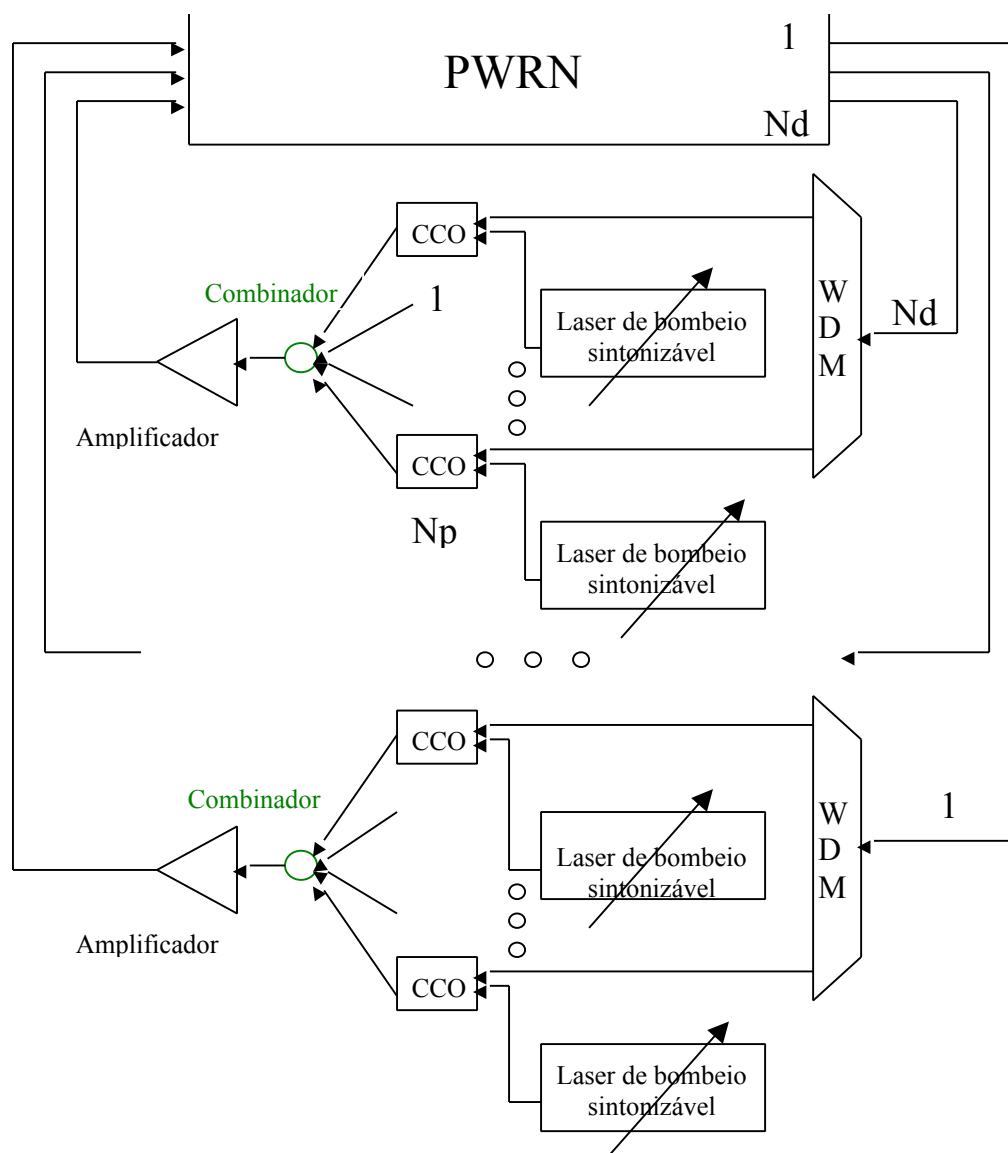 1
PWRN
Nd
CCO
Combinador
1
Laser de bombeio
sintonizável
W
D
M
Nd
Amplificador
CCO
Np
Laser de bombeio
sintonizável
CCO
Combinador
Laser de bombeio
sintonizável
W
D
M
1
Amplificador
CCO
Laser de bombeio
sintonizável